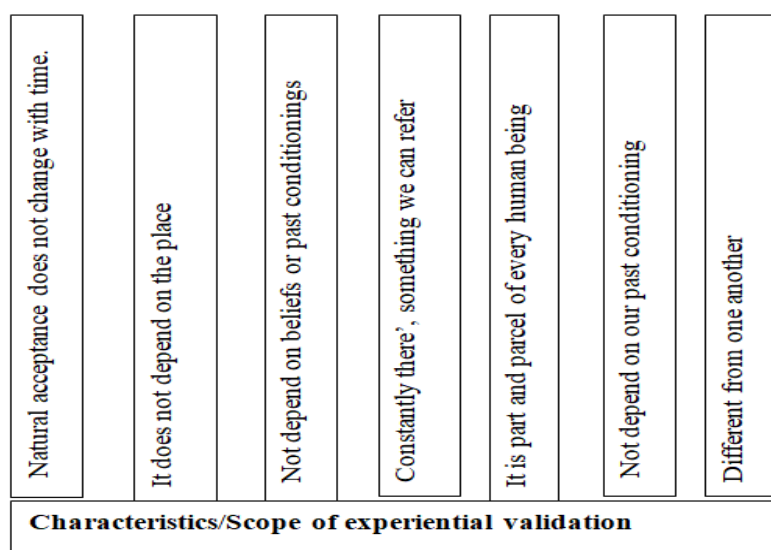 Natural acceptance does not change with time.
It does not depend on the place
Not depend on beliefs or past conditionings
Constantly there’, something we can refer
It is part and parcel of every human being
Not depend on our past conditioning
Different from one another
Characteristics/Scope of experiential validation